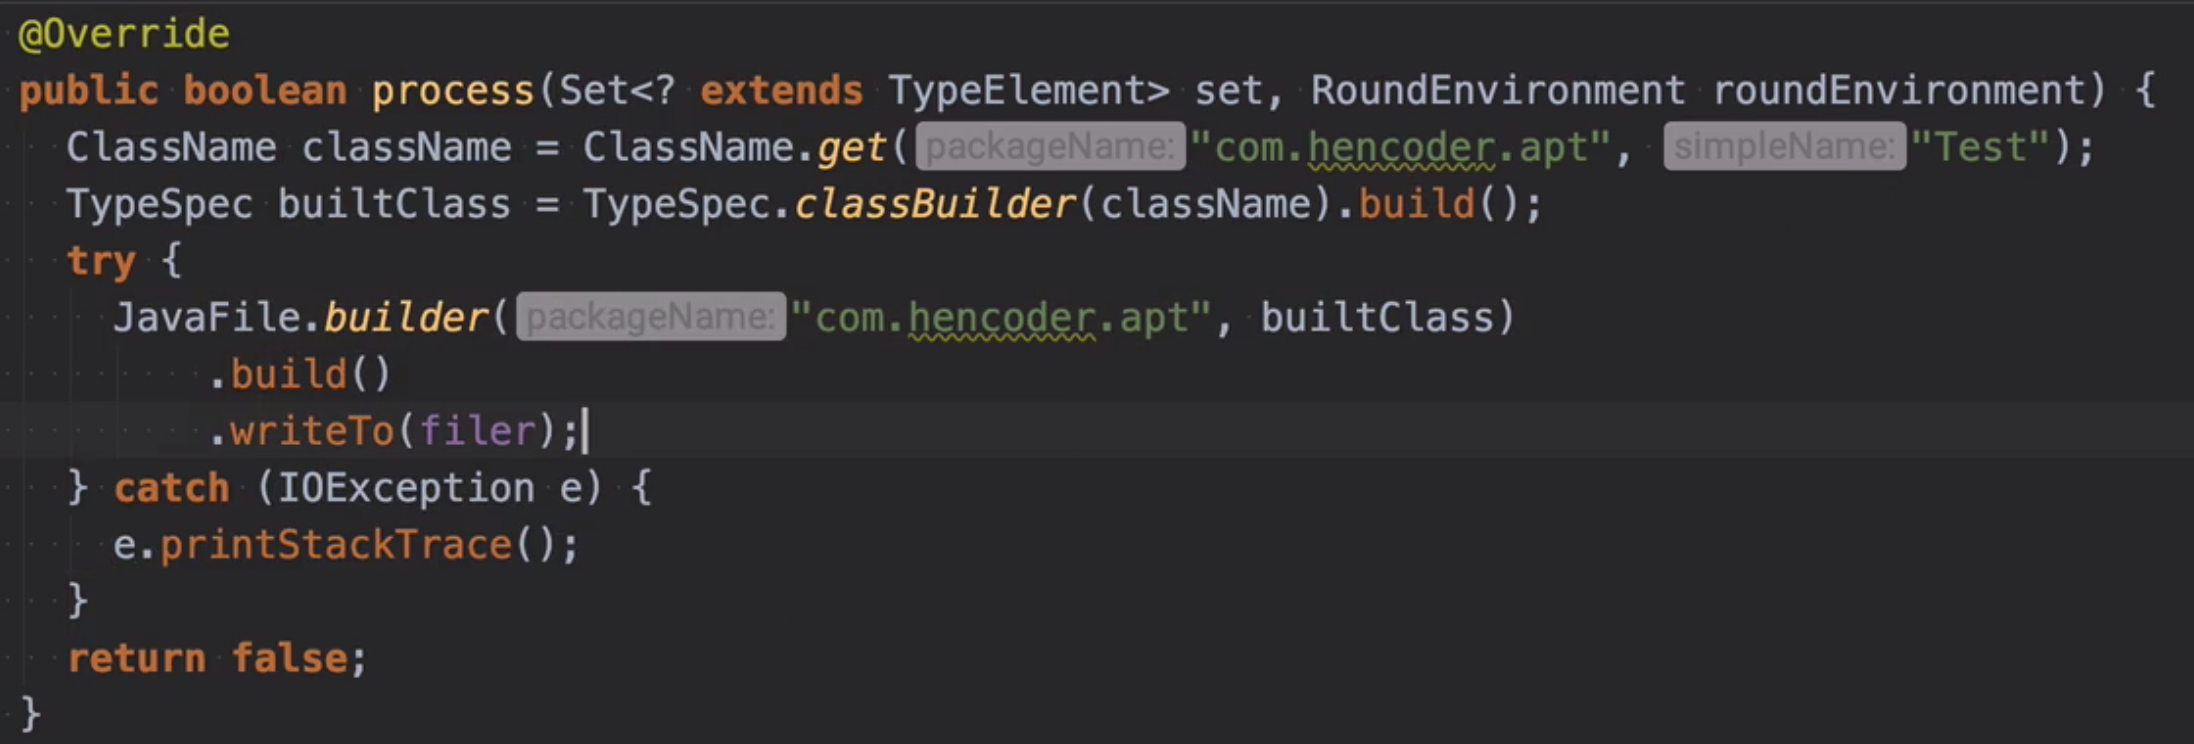 @Override
public boolean process(Set<? extends TypeElement> set, RoundEnvironment roundEnvironment) {
ClassName className = ClassName.get( packageName: "com.hencoder.apt", simpleName: "Test");
TypeSpec builtClass = TypeSpec.classBuilder(className).build();
try {
JavaFile.builder( packageName: "com.hencoder.apt", builtClass)
.build()
.writeTo(filer);
} catch (IOException e) {
e.printStackTrace();
}
return false;
}